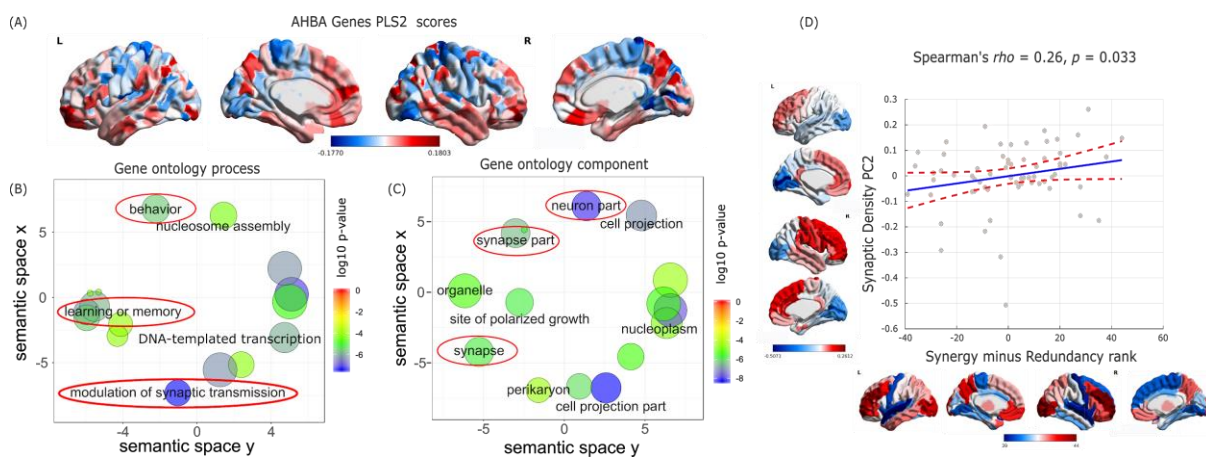 (A)
AHBA Genes PLS2 scores
L
R
-0.1770
0.1803
(B)
Gene ontology process
behavior
nucleosome assembly
learning or memory
DNA-templated transcription
modulation of synaptic transmission
semantic space x
5
0
-5
-4
0
4
semantic space y
log10 p-value
0
-2
-4
-6
(C)
Gene ontology component
neuron part
cell projection
synapse part
organelle
site of polarized growth
nucleoplasm
synapse
perikaryon
cell projection part
semantic space x
5
0
-5
-5
0
5
semantic space y
log10 p-value
0
-2
-4
-6
-8
(D)
Spearman's rho = 0.26, p = 0.033
L
R
-0.5073
0.2612
Synaptic Density PC2
0.3
0.2
0.1
0
-0.1
-0.2
-0.3
-0.4
-0.5
-0.6
-40
-20
0
20
40
60
Synergy minus Redundancy rank
L
R